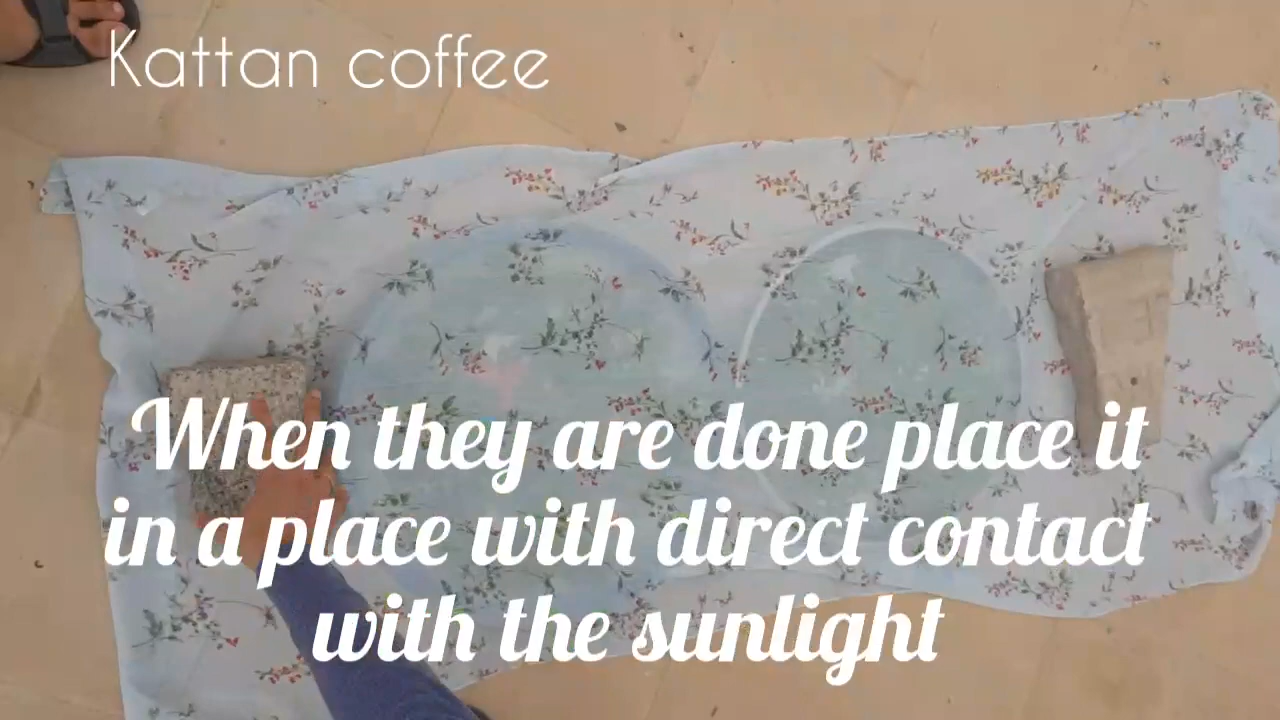 Kattan coffee
When they are done place it
in a place with direct contact
with the sunlight